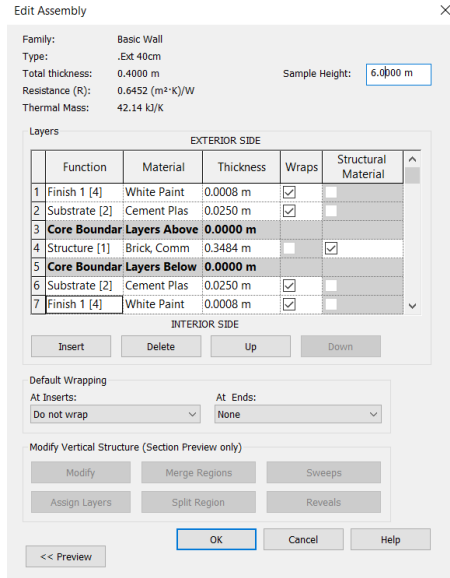 Edit Assembly
Family: Basic Wall
Type: .Ext 40cm
Total thickness: 0.4000 m Sample Height: 6.0000 m
Resistance (R): 0.6452 (m²·K)/W
Thermal Mass: 42.14 kJ/K
Layers
EXTERIOR SIDE
Function Material Thickness Wraps Structural Material
1 Finish 1 [4] White Paint 0.0008 m
2 Substrate [2] Cement Plas 0.0250 m
3 Core Boundar Layers Above 0.0000 m
4 Structure [1] Brick, Comm 0.3484 m
5 Core Boundar Layers Below 0.0000 m
6 Substrate [2] Cement Plas 0.0250 m
7 Finish 1 [4] White Paint 0.0008 m
INTERIOR SIDE
Insert Delete Up Down
Default Wrapping
At Inserts: At Ends:
Do not wrap None
Modify Vertical Structure (Section Preview only)
Modify Merge Regions Sweeps
Assign Layers Split Region Reveals
OK Cancel Help
<< Preview